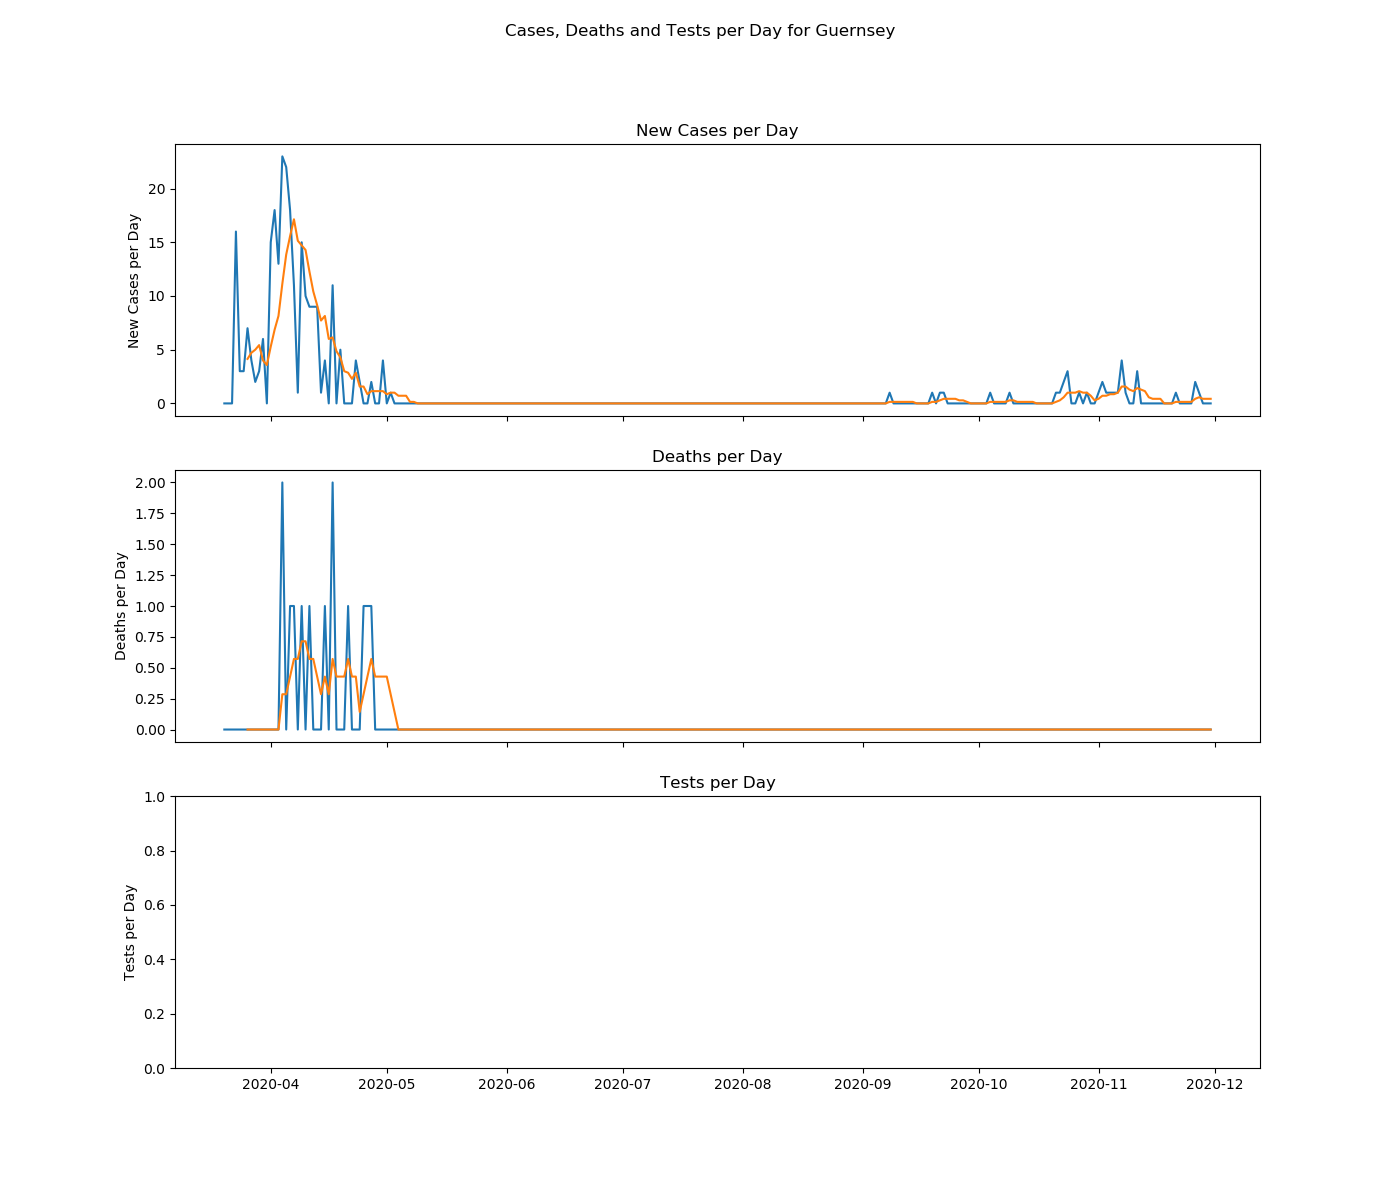 Cases, Deaths and Tests per Day for Guernsey
New Cases per Day
New Cases per Day
20
15
10
5
0
Deaths per Day
Deaths per Day
2.00
1.75
1.50
1.25
1.00
0.75
0.50
0.25
0.00
Tests per Day
Tests per Day
1.0
0.8
0.6
0.4
0.2
0.0
2020-04 2020-05 2020-06 2020-07 2020-08 2020-09 2020-10 2020-11 2020-12